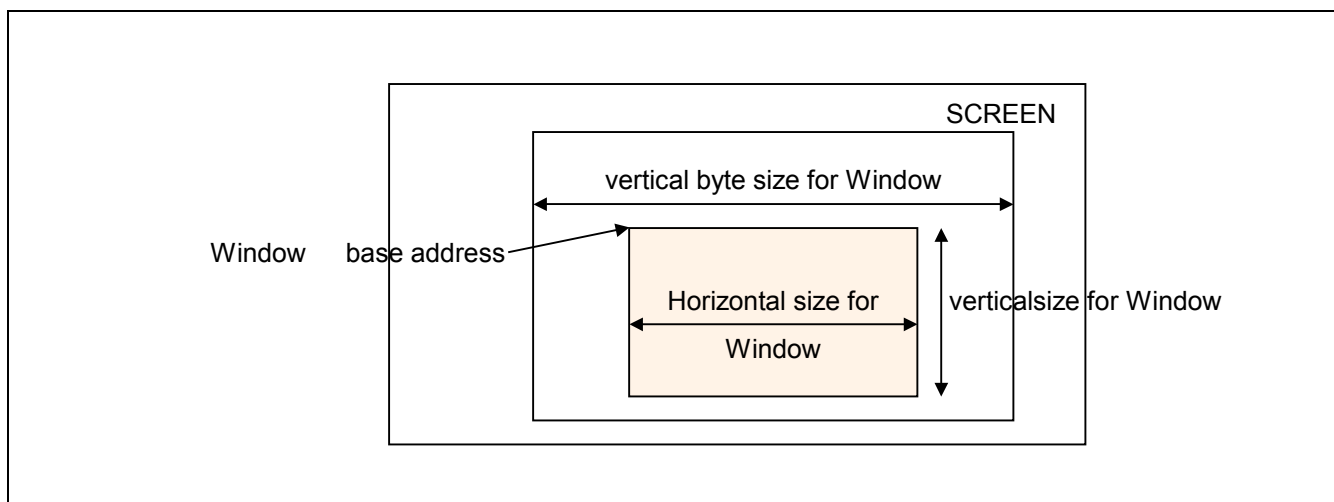 SCREEN
vertical byte size for Window
Window base address
Horizontal size for
Window
verticalsize for Window